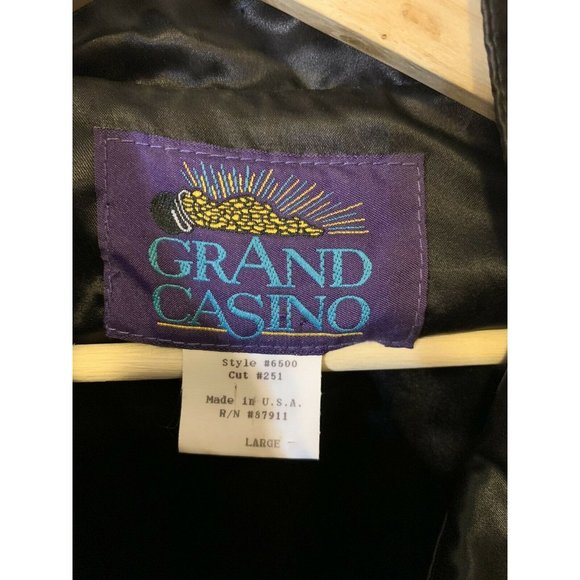 GRAND
CASINO
Style #6500
Cut #251
Made in U.S.A.
R/N #87911
LARGE